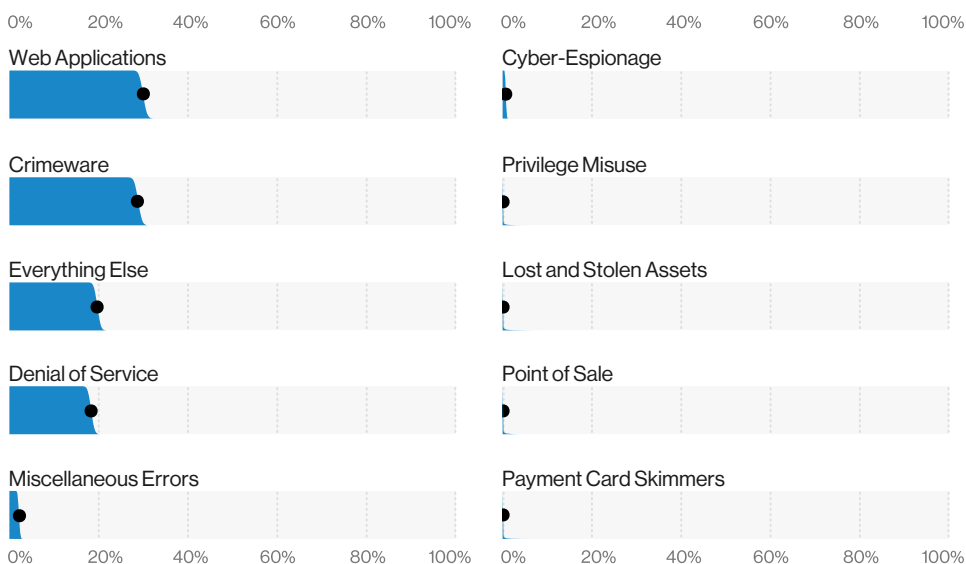 0% 20% 40% 60% 80% 100%
Web Applications
Crimeware
Everything Else
Denial of Service
Miscellaneous Errors
0% 20% 40% 60% 80% 100%
0% 20% 40% 60% 80% 100%
Cyber-Espionage
Privilege Misuse
Lost and Stolen Assets
Point of Sale
Payment Card Skimmers
0% 20% 40% 60% 80% 100%